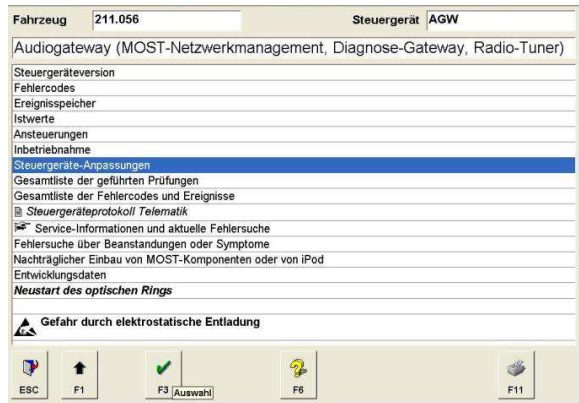 Fahrzeug 211.056 Steuergerät AGW
Audiogateway (MOST-Netzwerkmanagement, Diagnose-Gateway, Radio-Tuner)
Steuergeräteversion
Fehlercodes
Ereignisspeicher
Istwerte
Ansteuerungen
Inbetriebnahme
Steuergeräte-Anpassungen
Gesamtliste der geführten Prüfungen
Gesamtliste der Fehlercodes und Ereignisse
Steuergeräteprotokoll Telematik
Service-Informationen und aktuelle Fehlersuche
Fehlersuche über Beanstandungen oder Symptome
Nachträglicher Einbau von MOST-Komponenten oder von iPod
Entwicklungsdaten
Neustart des optischen Rings
Gefahr durch elektrostatische Entladung
ESC F1 F3 Auswahl F6 F11